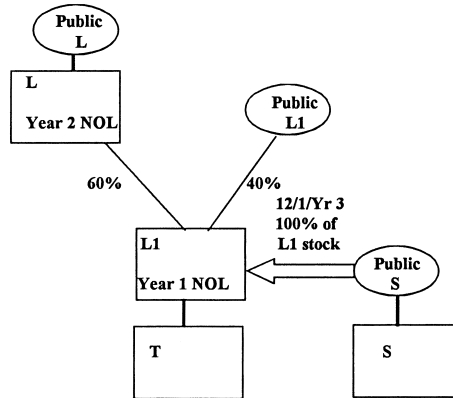 Public
L
L
Year 2 NOL
Public
L1
60%
40%
12/1/Yr 3
100% of
L1 stock
L1
Year 1 NOL
Public
S
T
S